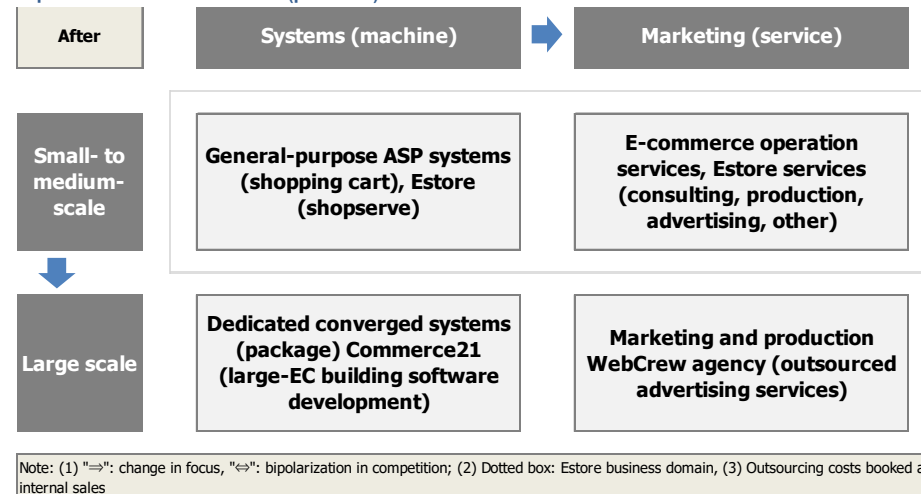 After
Systems (machine)
Marketing (service)
Small- to
medium-
scale
General-purpose ASP systems
(shopping cart), Estore
(shopserve)
E-commerce operation
services, Estore services
(consulting, production,
advertising, other)
Large scale
Dedicated converged systems
(package) Commerce21
(large-EC building software
development)
Marketing and production
WebCrew agency (outsourced
advertising services)
Note: (1) "⇒": change in focus, "⇔": bipolarization in competition; (2) Dotted box: Estore business domain, (3) Outsourcing costs booked
internal sales